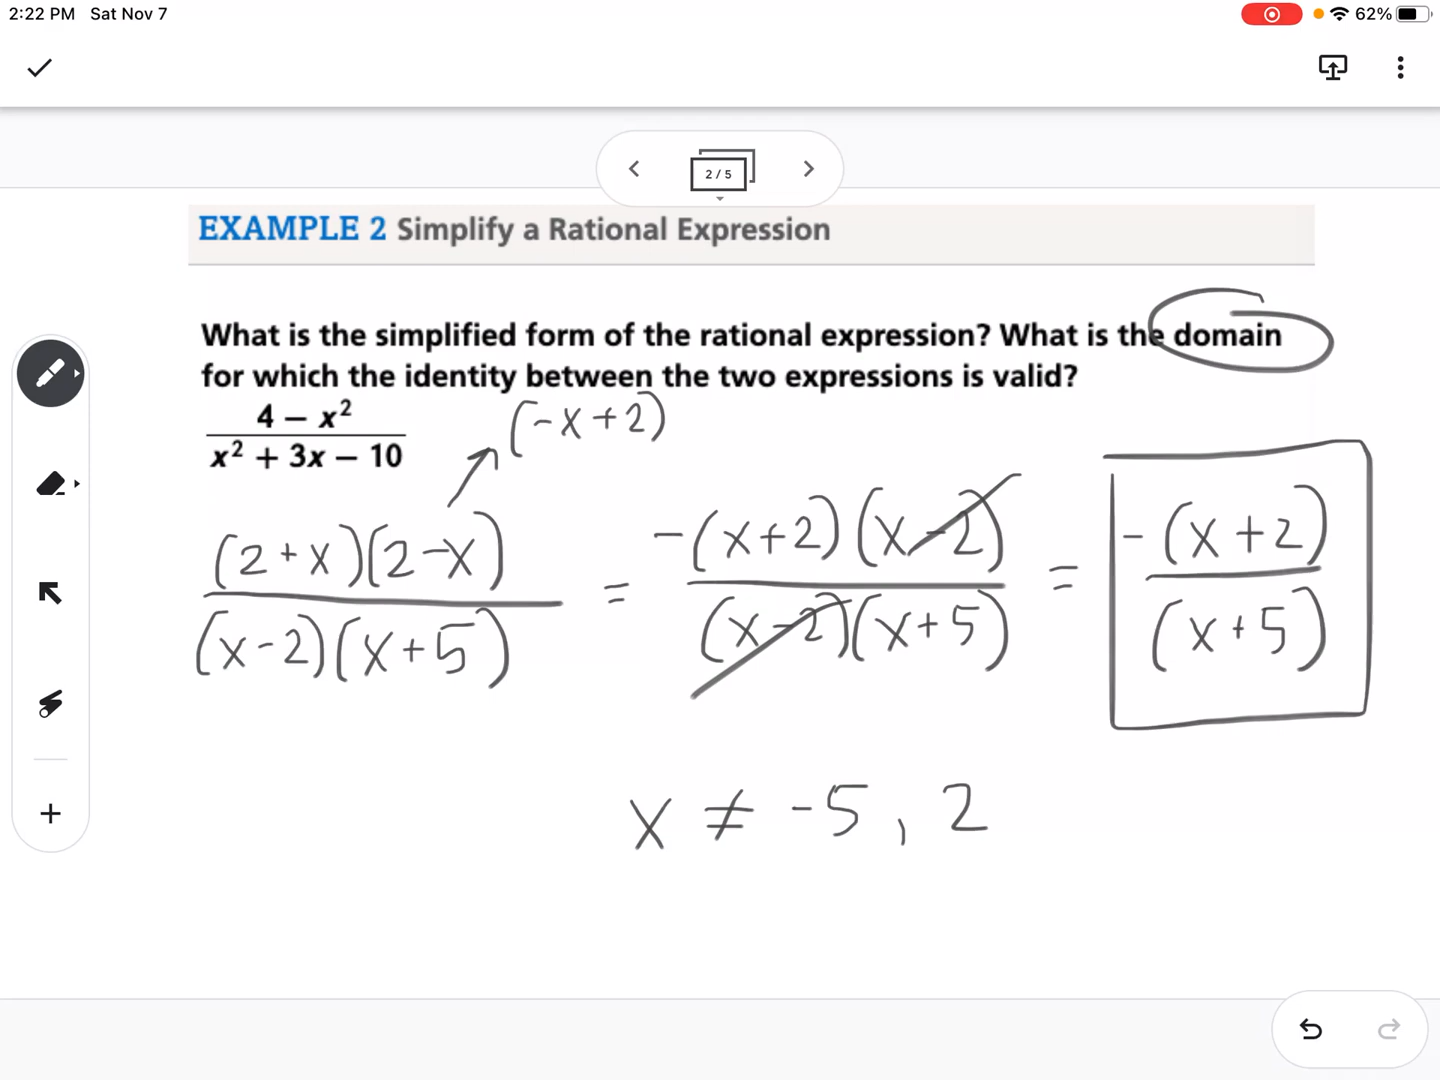 2:22 PM Sat Nov 7
62%
2 / 5
EXAMPLE 2 Simplify a Rational Expression
What is the simplified form of the rational expression? What is the domain
for which the identity between the two expressions is valid?
4 − x²
x² + 3x − 10
(-x+2)
(2+x)(2-x) = -(x+2)(x-2) = -(x+2)
(x-2)(x+5) (x-2)(x+5) (x+5)
x ≠ -5, 2